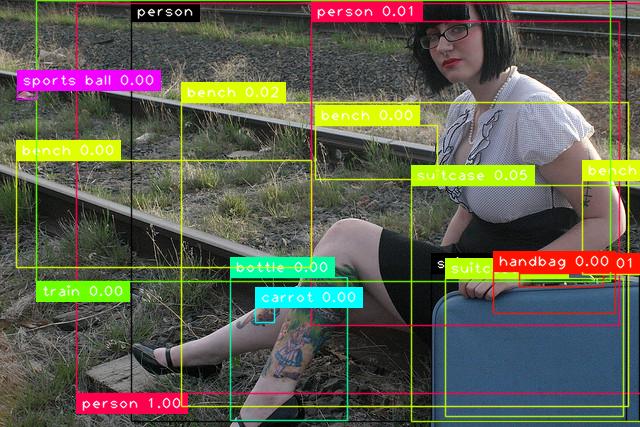 person
person 0.01
sports ball 0.00
bench 0.02
bench 0.00
bench 0.00
bench
suitcase 0.05
bottle 0.00
s
suitc
handbag 0.00
01
train 0.00
carrot 0.00
person 1.00